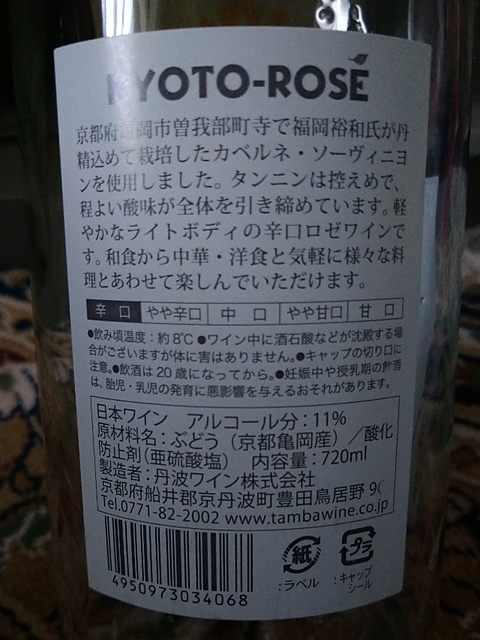 KYOTO-ROSÉ
京都府亀岡市曽我部町寺で福岡裕和氏が丹
精込めて栽培したカベルネ・ソーヴィニヨ
ンを使用しました。タンニンは控えめで、
程よい酸味が全体を引き締めています。軽
やかなライトボディの辛口ロゼワインで
す。和食から中華・洋食と気軽に様々な料
理とあわせて楽しんでいただけます。
辛口 やや辛口 中口 やや甘口 甘口
●飲み頃温度：約8℃ ●ワイン中に酒石酸などが沈殿する場
合がございますが体に害はありません。●キャップの切り口に
注意。●飲酒は20歳になってから。●妊娠中や授乳期の飲酒
は、胎児・乳児の発育に悪影響を与えるおそれがあります。
日本ワイン アルコール分：11%
原材料名：ぶどう（京都亀岡産）／酸化
防止剤（亜硫酸塩） 内容量：720ml
製造者：丹波ワイン株式会社
京都府船井郡京丹波町豊田鳥居野 96
Tel.0771-82-2002 www.tambawine.co.jp
4950973034068
紙 プラ
：ラベル ：キャップ
シール